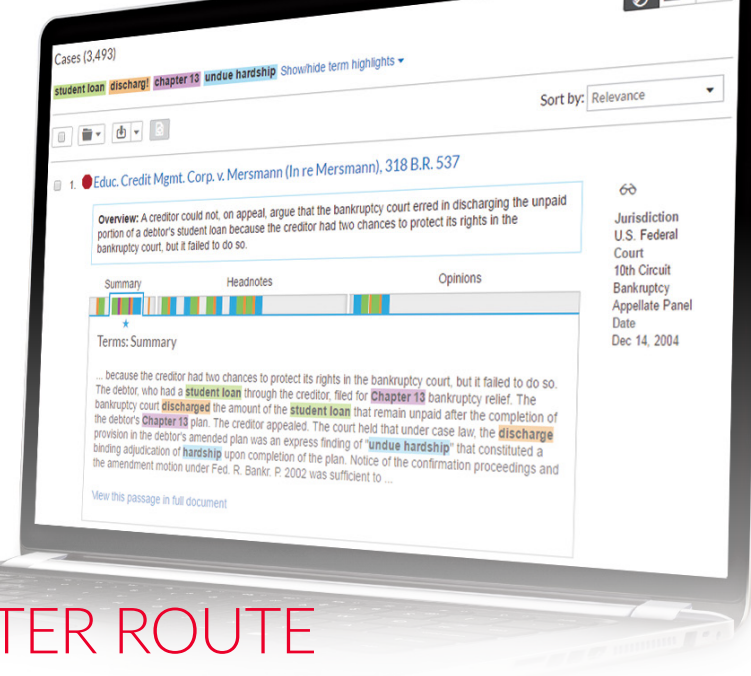 Cases (3,493)
student loan discharg! chapter 13 undue hardship Show/hide term highlights
Sort by: Relevance
1. Educ. Credit Mgmt. Corp. v. Mersmann (In re Mersmann), 318 B.R. 537
Overview: A creditor could not, on appeal, argue that the bankruptcy court erred in discharging the unpaid
portion of a debtor's student loan because the creditor had two chances to protect its rights in the
bankruptcy court, but it failed to do so.
Jurisdiction
U.S. Federal
Court
10th Circuit
Bankruptcy
Appellate Panel
Date
Dec 14, 2004
Summary Headnotes Opinions
Terms: Summary
... because the creditor had two chances to protect its rights in the bankruptcy court, but it failed to do so.
The debtor, who had a student loan through the creditor, filed for Chapter 13 bankruptcy relief. The
bankruptcy court discharged the amount of the student loan that remain unpaid after the completion of
the debtor's Chapter 13 plan. The creditor appealed. The court held that under case law, the discharge
provision in the debtor's amended plan was an express finding of "undue hardship" that constituted a
binding adjudication of hardship upon completion of the plan. Notice of the confirmation proceedings and
the amendment motion under Fed. R. Bankr. P. 2002 was sufficient to ...
View this passage in full document
TER ROUTE